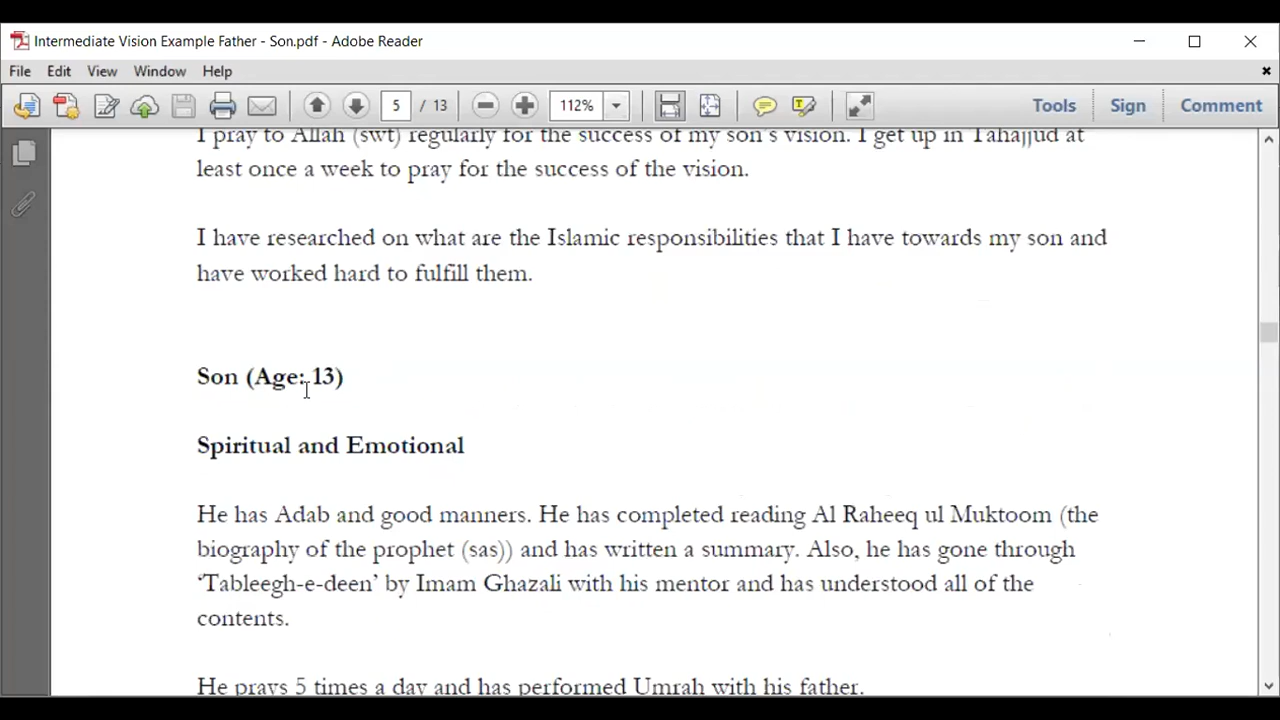 Intermediate Vision Example Father - Son.pdf - Adobe Reader
File Edit View Window Help
5 / 13 112% Tools Sign Comment
I pray to Allah (swt) regularly for the success of my son's vision. I get up in Tahajjud at
least once a week to pray for the success of the vision.
I have researched on what are the Islamic responsibilities that I have towards my son and
have worked hard to fulfill them.
Son (Age: 13)
Spiritual and Emotional
He has Adab and good manners. He has completed reading Al Raheeq ul Muktoom (the
biography of the prophet (sas)) and has written a summary. Also, he has gone through
‘Tableegh-e-deen’ by Imam Ghazali with his mentor and has understood all of the
contents.
He prays 5 times a day and has performed Umrah with his father.